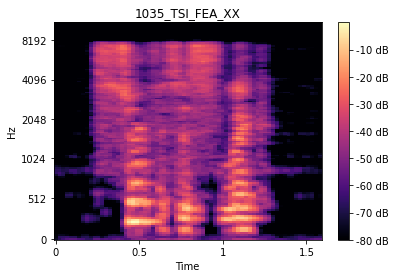 1035_TSI_FEA_XX
8192
4096
2048
1024
512
0
Hz
0
0.5
1
1.5
Time
-10 dB
-20 dB
-30 dB
-40 dB
-50 dB
-60 dB
-70 dB
-80 dB